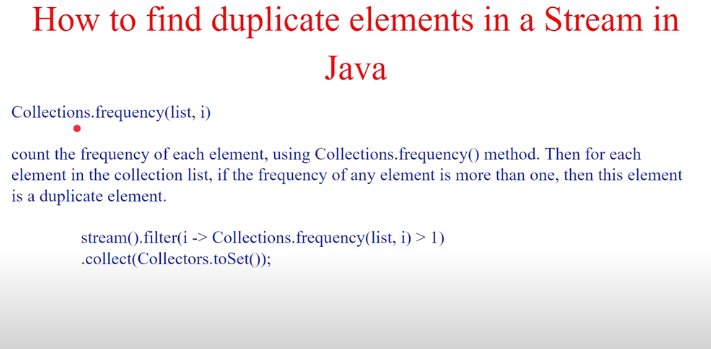 How to find duplicate elements in a Stream in
Java
Collections.frequency(list, i)
count the frequency of each element, using Collections.frequency() method. Then for each
element in the collection list, if the frequency of any element is more than one, then this element
is a duplicate element.
stream().filter(i -> Collections.frequency(list, i) > 1)
.collect(Collectors.toSet());